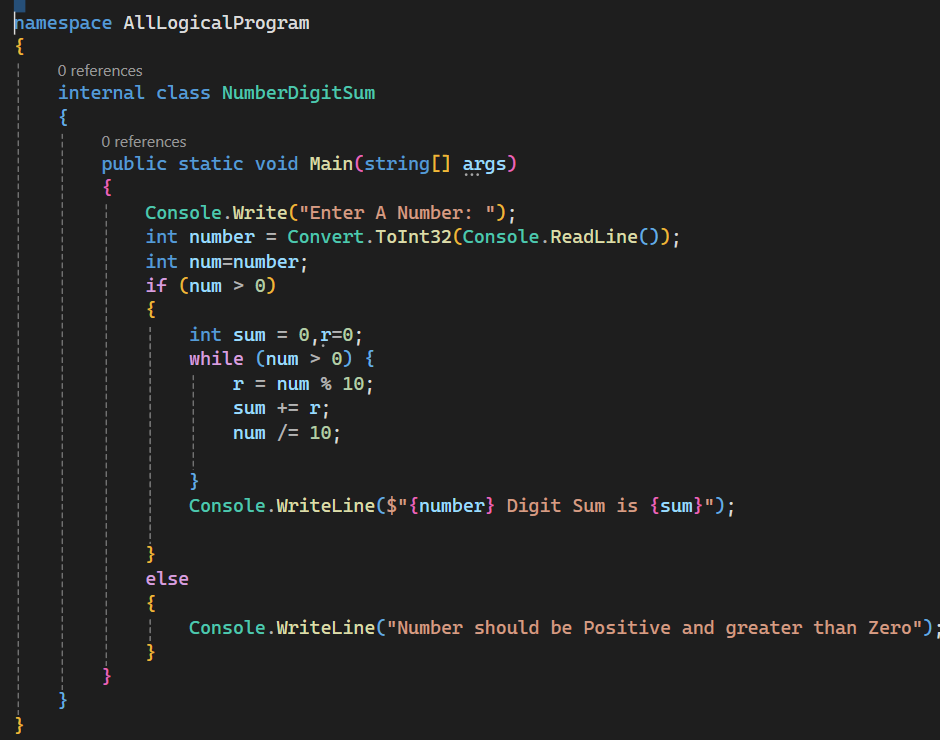 namespace AllLogicalProgram
{
0 references
internal class NumberDigitSum
{
0 references
public static void Main(string[] args)
{
Console.Write("Enter A Number: ");
int number = Convert.ToInt32(Console.ReadLine());
int num=number;
if (num > 0)
{
int sum = 0,r=0;
while (num > 0) {
r = num % 10;
sum += r;
num /= 10;
}
Console.WriteLine($"{number} Digit Sum is {sum}");
}
else
{
Console.WriteLine("Number should be Positive and greater than Zero");
}
}
}
}